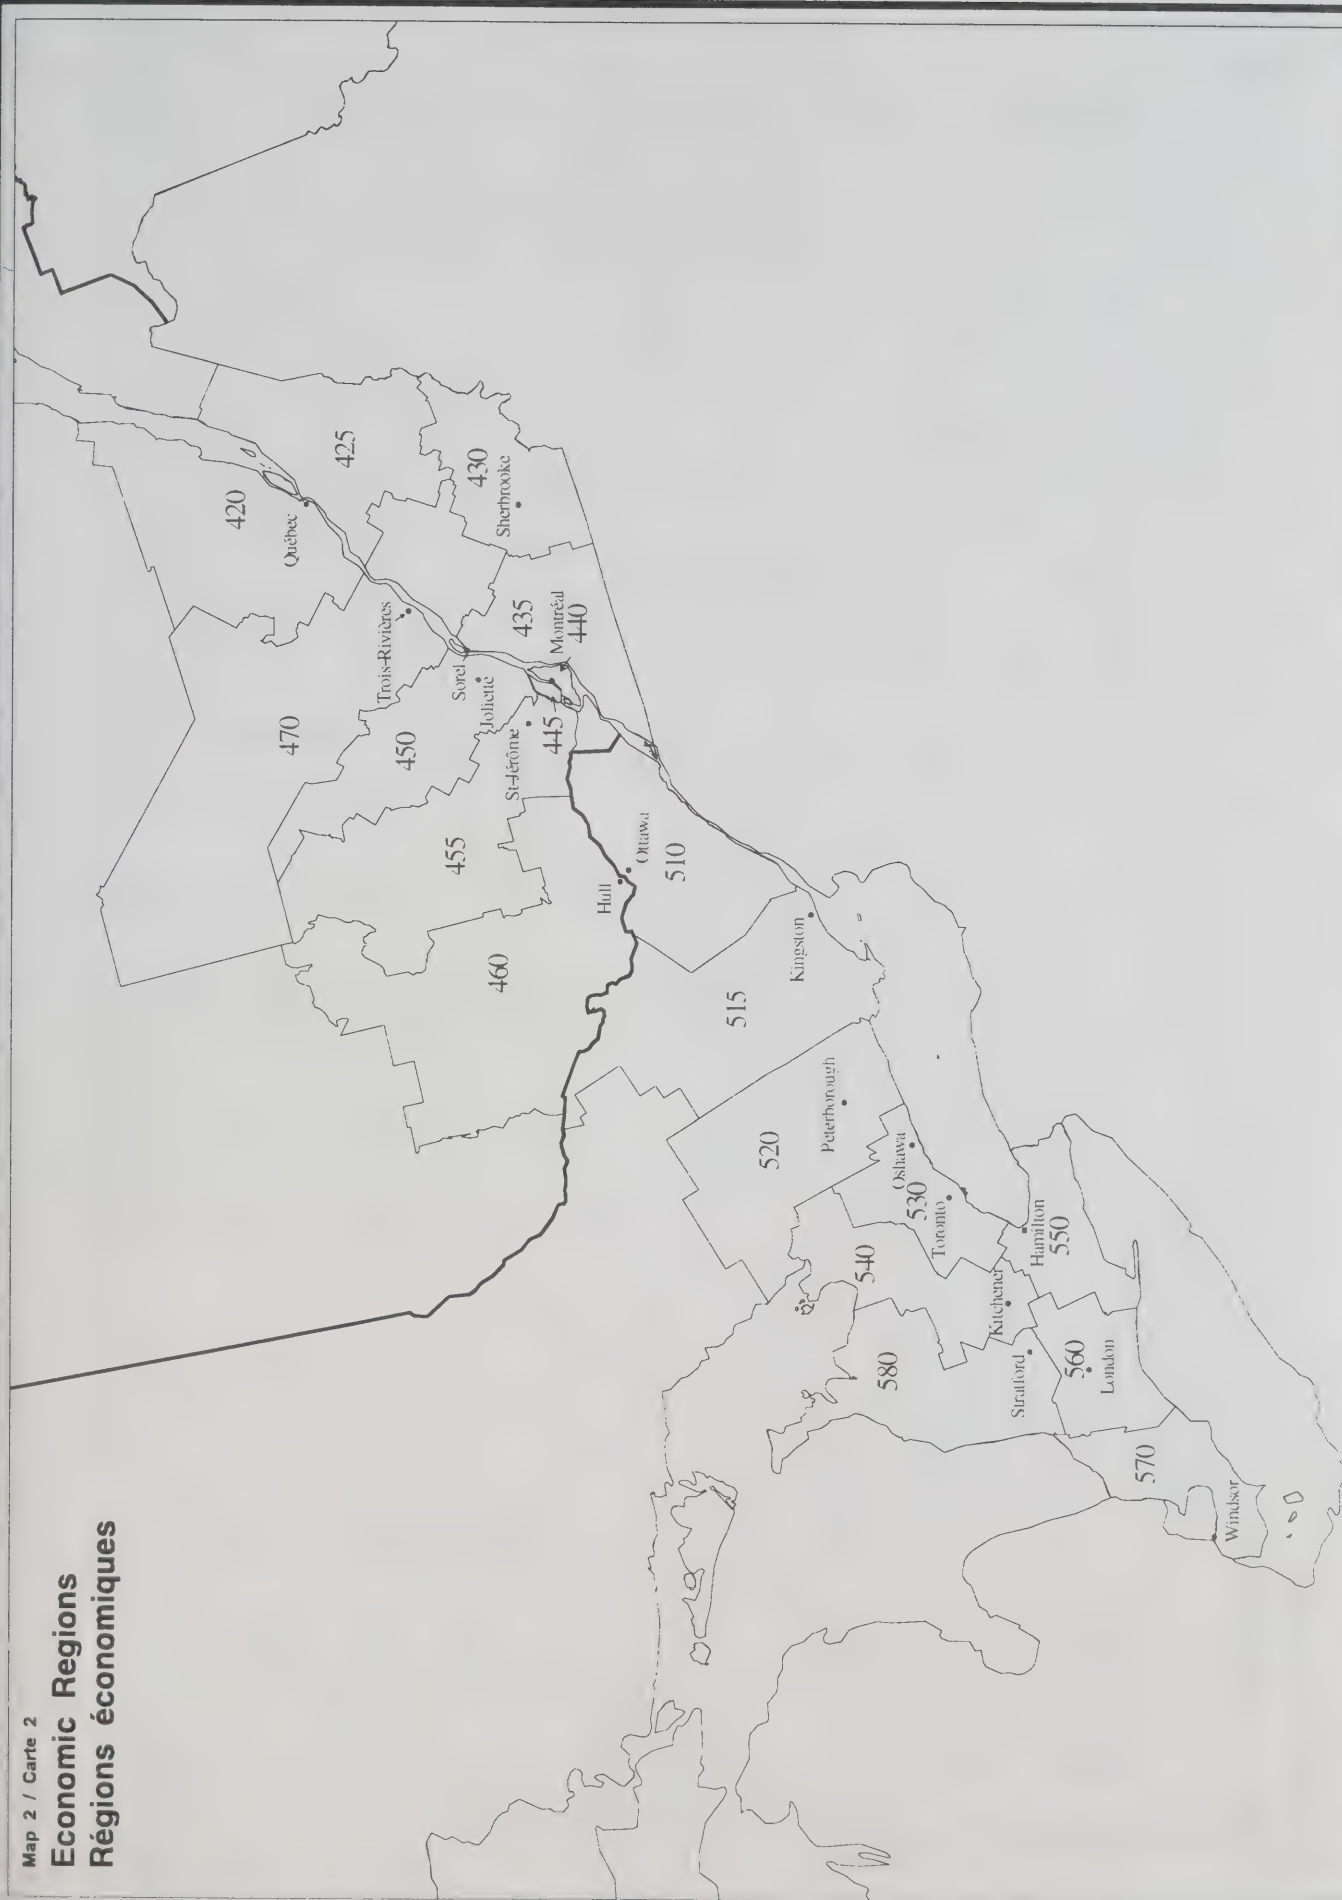 Map 2 / Carte 2
Economic Regions
Régions économiques
420
Québec
425
430
Sherbrooke
Trois-Rivières
470
435
Montréal
440
Sorel
Joliette
450
445
St-Jérôme
455
Hull
Ottawa
510
460
Kingston
515
Peterborough
520
Oshawa
530
Toronto
540
Hamilton
550
Kitchener
580
Stratford
560
London
570
Windsor